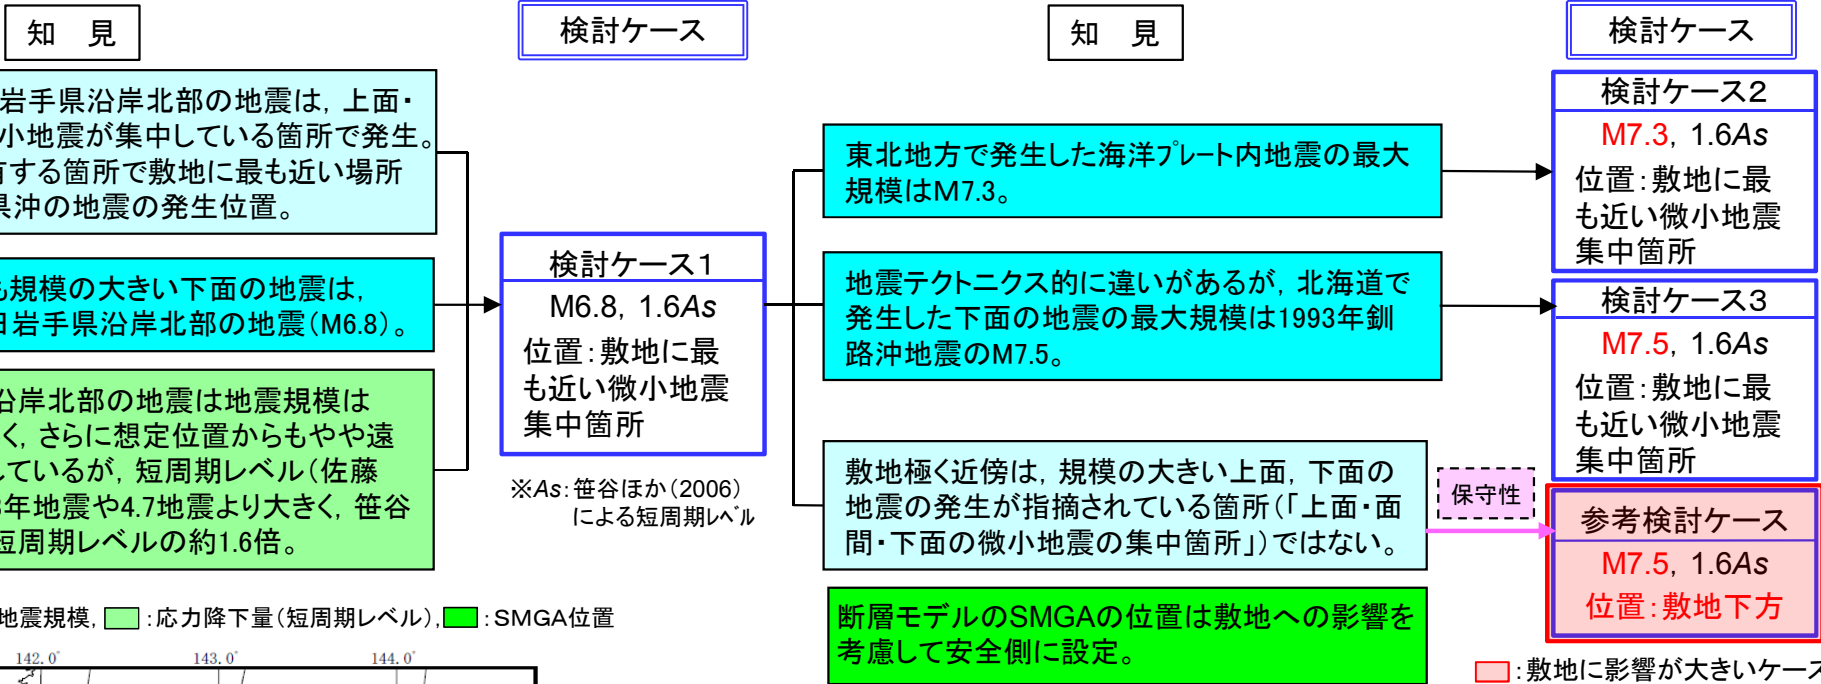 知 見
検討ケース
知 見
検討ケース
岩手県沿岸北部の地震は，上面・
小地震が集中している箇所で発生。
有する箇所で敷地に最も近い場所
県沖の地震の発生位置。
も規模の大きい下面の地震は，
日岩手県沿岸北部の地震（M6.8）。
沿岸北部の地震は地震規模は
く，さらに想定位置からもやや遠
しているが，短周期レベル（佐藤
3年地震や4.7地震より大きく，笹谷
短周期レベルの約1.6倍。
検討ケース1
M6.8，1.6As
位置：敷地に最
も近い微小地震
集中箇所
※As：笹谷ほか（2006）
による短周期レベル
東北地方で発生した海洋プレート内地震の最大
規模はM7.3。
地震テクトニクス的に違いがあるが，北海道で
発生した下面の地震の最大規模は1993年釧
路沖地震のM7.5。
敷地極く近傍は，規模の大きい上面，下面の
地震の発生が指摘されている箇所（「上面・面
間・下面の微小地震の集中箇所」）ではない。
断層モデルのSMGAの位置は敷地への影響を
考慮して安全側に設定。
検討ケース2
M7.3，1.6As
位置：敷地に最
も近い微小地震
集中箇所
検討ケース3
M7.5，1.6As
位置：敷地に最
も近い微小地震
集中箇所
保守性
参考検討ケース
M7.5，1.6As
位置：敷地下方
：敷地に影響が大きいケース
地震規模，：応力降下量（短周期レベル），：SMGA位置
142.0°
143.0°
144.0°